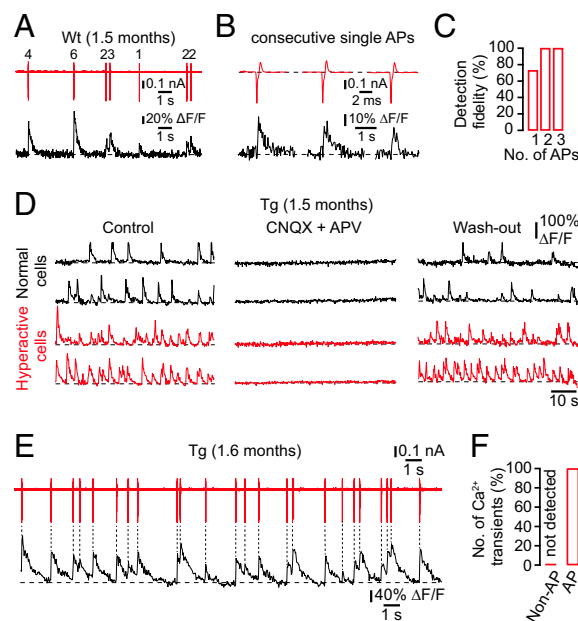 A
Wt (1.5 months)
4 6 23 1 22
0.1 nA
1 s
20% ΔF/F
1 s
B
consecutive single APs
0.1 nA
2 ms
10% ΔF/F
1 s
C
Detection
fidelity (%)
100
80
60
40
20
0
1 2 3
No. of APs
D
Tg (1.5 months)
Control
CNQX + APV
Wash-out
100%
ΔF/F
Normal
cells
Hyperactive
cells
10 s
E
Tg (1.6 months)
0.1 nA
1 s
40% ΔF/F
1 s
F
No. of Ca²⁺
transients (%)
100
80
60
40
20
0
not detected
Non-AP
AP